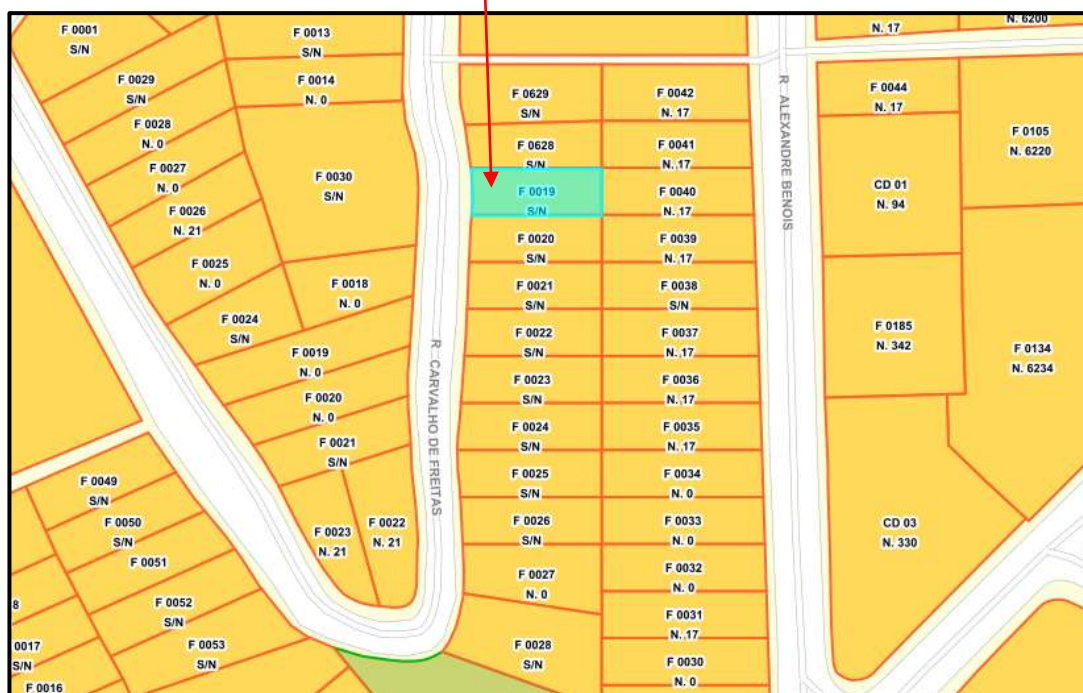 F 0001
S/N
F 0013
S/N
N. 17
N. 6200
F 0029
S/N
F 0014
N. 0
F 0028
N. 0
F 0027
N. 0
F 0026
N. 21
F 0025
N. 0
F 0024
S/N
F 0030
S/N
F 0018
N. 0
F 0019
N. 0
F 0020
N. 0
F 0021
S/N
F 0022
N. 21
F 0023
N. 21
R. CARVALHO DE FREITAS
F 0629
S/N
F 0628
S/N
F 0019
S/N
F 0020
S/N
F 0021
S/N
F 0022
S/N
F 0023
S/N
F 0024
S/N
F 0025
S/N
F 0026
S/N
F 0027
N. 0
F 0028
S/N
F 0042
N. 17
F 0041
N. 17
F 0040
N. 17
F 0039
N. 17
F 0038
S/N
F 0037
N. 17
F 0036
N. 17
F 0035
N. 17
F 0034
N. 0
F 0033
N. 0
F 0032
N. 0
F 0031
N. 17
F 0030
N. 0
R. ALEXANDRE BENOIS
F 0044
N. 17
CD 01
N. 94
F 0185
N. 342
CD 03
N. 330
F 0105
N. 6220
F 0134
N. 6234
F 0049
S/N
F 0050
S/N
F 0051
F 0052
S/N
F 0053
S/N
8
0017
S/N
F 0016